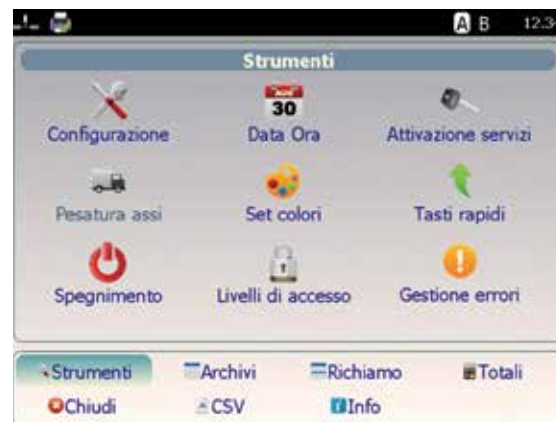 A B 12.3
Strumenti
30
Configurazione Data Ora Attivazione servizi
Pesatura assi Set colori Tasti rapidi
Spegnimento Livelli di accesso Gestione errori
Strumenti Archivi Richiamo Totali
Chiudi CSV Info